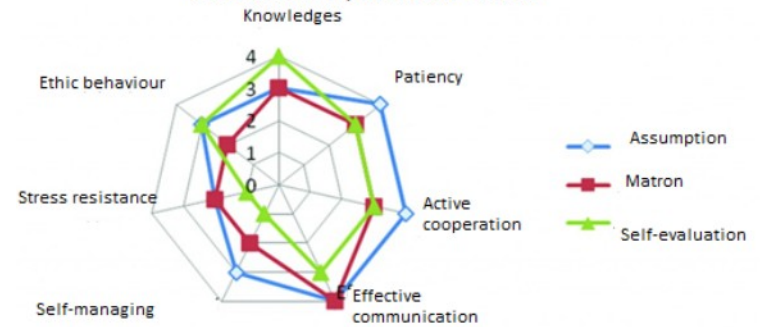 Knowledges
4
3
2
1
0
Patiency
Active
cooperation
Effective
communication
Self-managing
Stress resistance
Ethic behaviour
Assumption
Matron
Self-evaluation